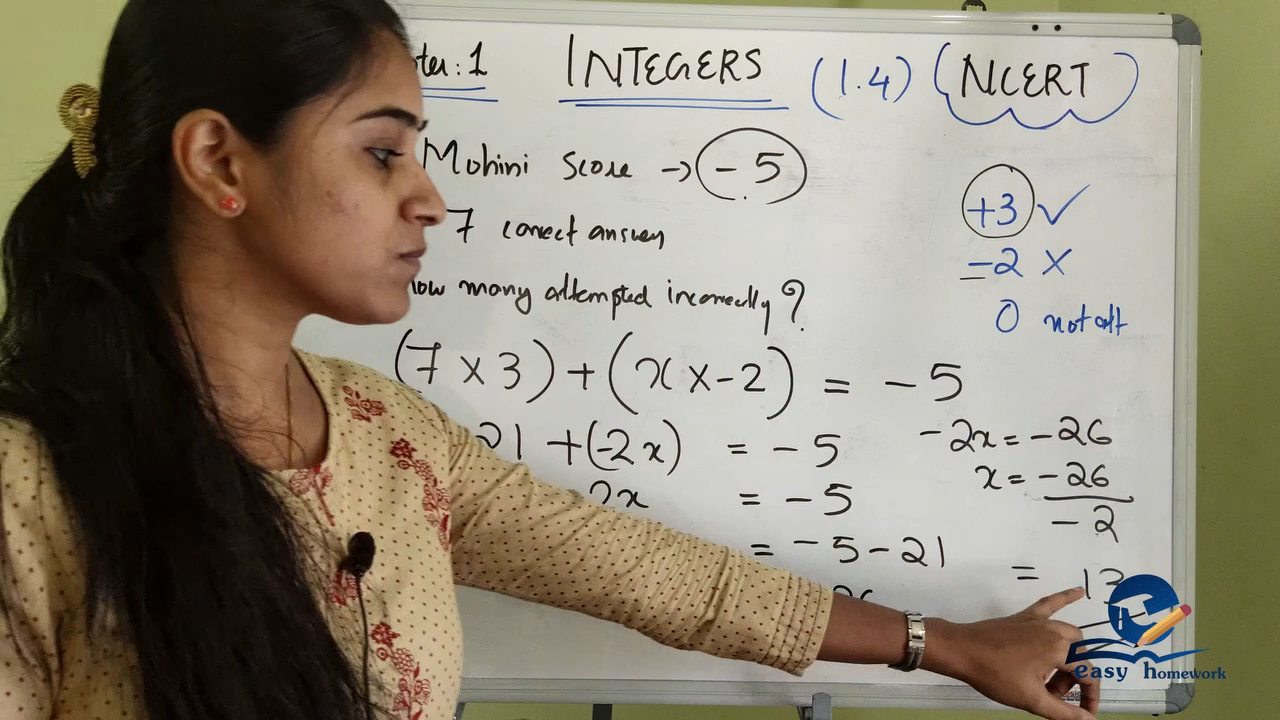 ter: 1 INTEGERS (1.4) (NCERT)
Mohini Score → -5
+3 ✓
7 correct answer
-2 ×
How many attempted incorrectly?
0 not att
(7 × 3) + (x × -2) = -5
21 + (-2x) = -5
-2x = -26
2x = -5
x = -26
-2
= -5 - 21
= 13
easy homework